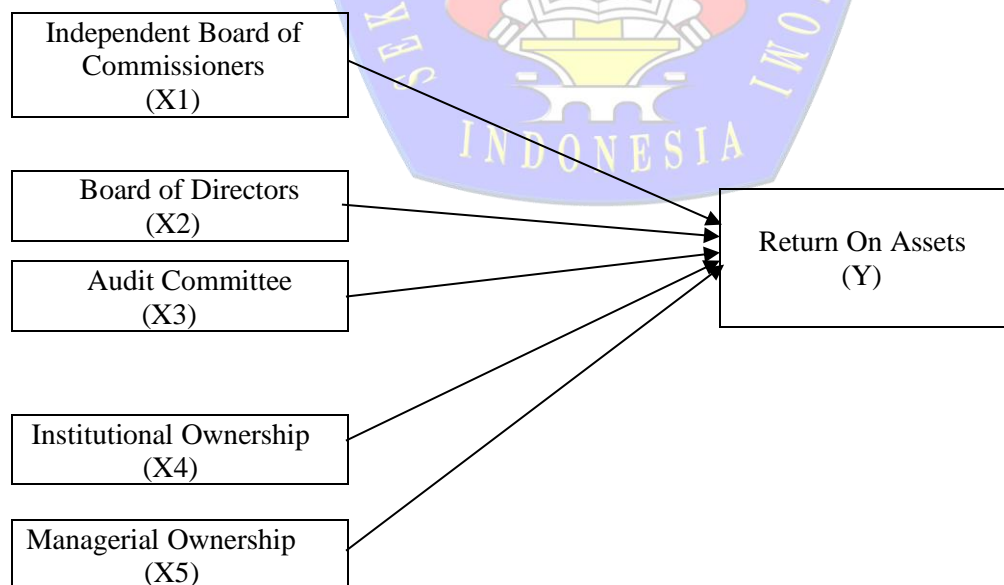 Independent Board of
Commissioners
(X1)
Board of Directors
(X2)
Audit Committee
(X3)
Institutional Ownership
(X4)
Managerial Ownership
(X5)
Return On Assets
(Y)
INDONESIA